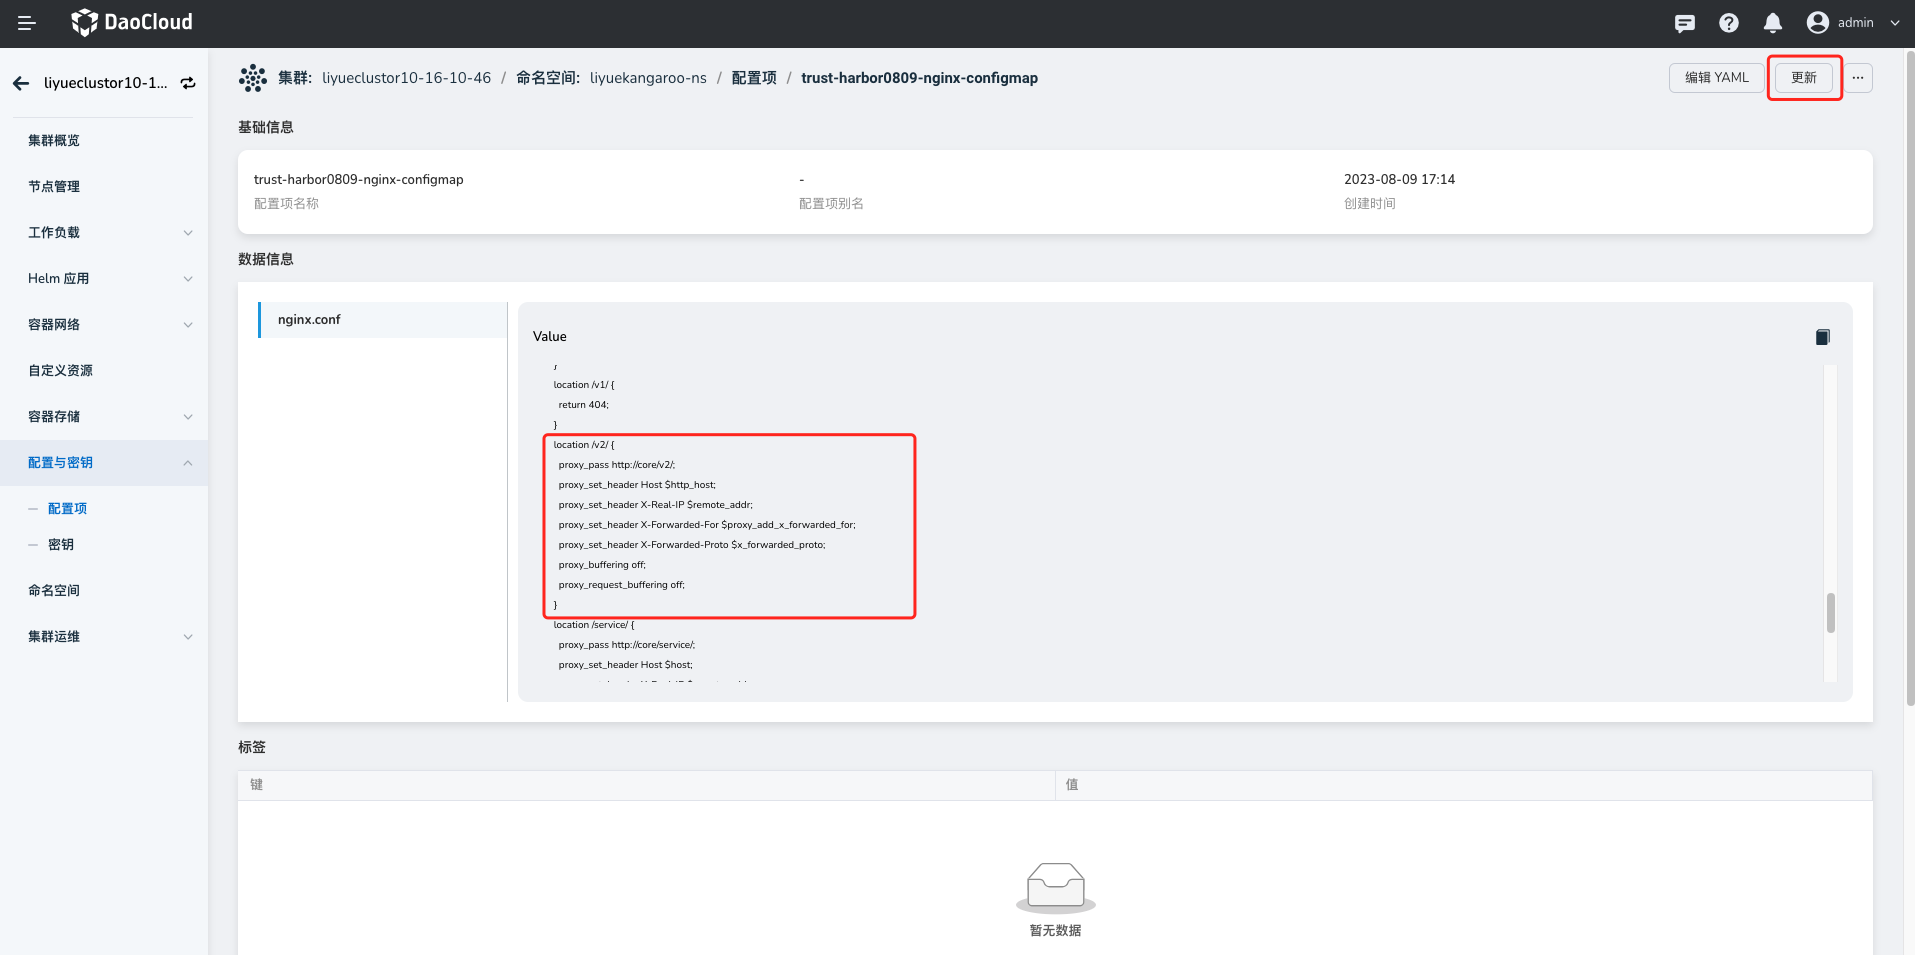 DaoCloud
admin
liyueclustor10-1...
集群: liyueclustor10-16-10-46 / 命名空间: liyuekangaroo-ns / 配置项 / trust-harbor0809-nginx-configmap
编辑 YAML
更新
...
集群概览
节点管理
工作负载
Helm 应用
容器网络
自定义资源
容器存储
配置与密钥
配置项
密钥
命名空间
集群运维
基础信息
trust-harbor0809-nginx-configmap
配置项名称
-
配置项别名
2023-08-09 17:14
创建时间
数据信息
nginx.conf
Value
}
location /v1/ {
return 404;
}
location /v2/ {
proxy_pass http://core/v2/;
proxy_set_header Host $http_host;
proxy_set_header X-Real-IP $remote_addr;
proxy_set_header X-Forwarded-For $proxy_add_x_forwarded_for;
proxy_set_header X-Forwarded-Proto $x_forwarded_proto;
proxy_buffering off;
proxy_request_buffering off;
}
location /service/ {
proxy_pass http://core/service/;
proxy_set_header Host $host;
标签
键
值
暂无数据